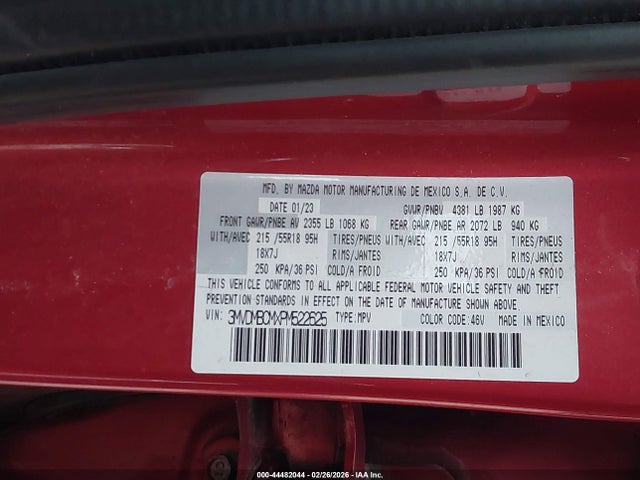 MFD. BY MAZDA MOTOR MANUFACTURING DE MEXICO S.A. DE C.V.
DATE 01/23 GVWR/PNBV 4381 LB 1987 KG
FRONT GAWR/PNBE AV 2355 LB 1068 KG REAR GAWR/PNBE AR 2072 LB 940 KG
WITH/AVEC 215 /55R18 95H TIRES/PNEUS WITH/AVEC 215 /55R18 95H TIRES/PNEUS
18X7J RIMS/JANTES 18X7J RIMS/JANTES
250 KPA/36 PSI COLD/A FROID 250 KPA/36 PSI COLD/A FROID
THIS VEHICLE CONFORMS TO ALL APPLICABLE FEDERAL MOTOR VEHICLE SAFETY AND THEFT
PREVENTION STANDARDS IN EFFECT ON THE DATE OF MANUFACTURE SHOWN ABOVE.
VIN: 3MVDMBCMXPM522525 TYPE: MPV COLOR CODE: 46V MADE IN MEXICO
000-44482044 02/26/2026 IAA Inc.